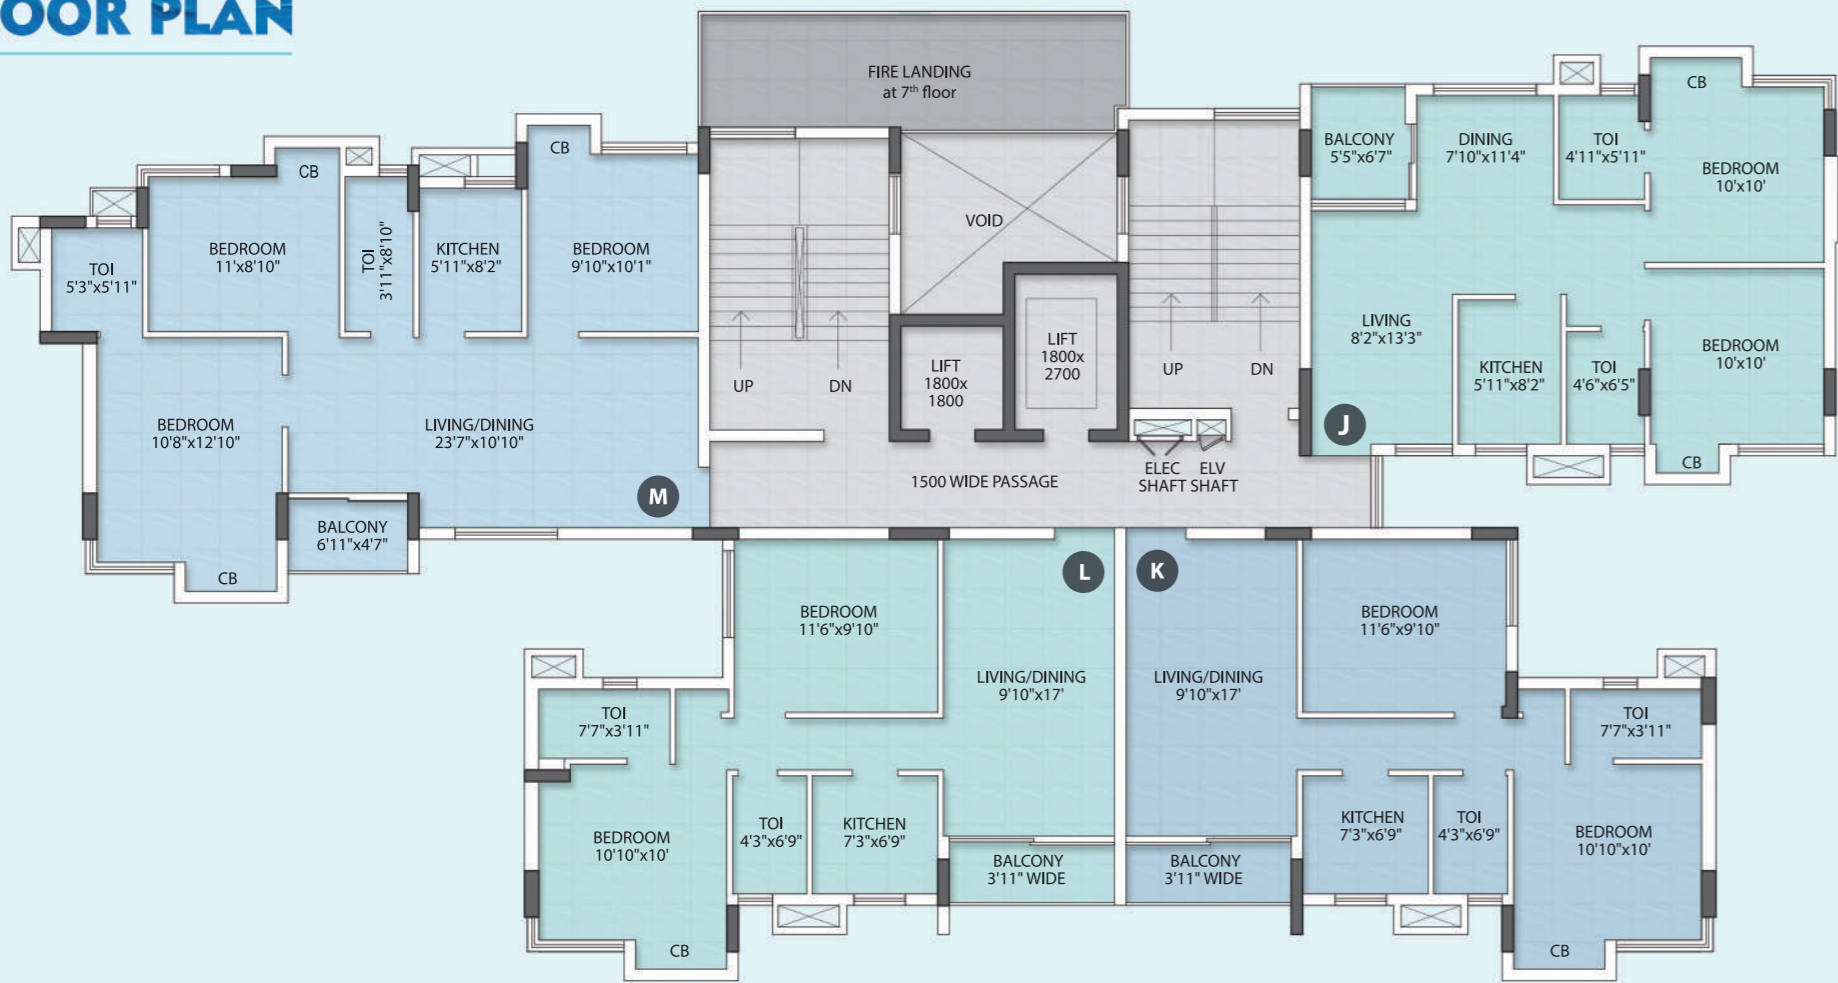 OOR PLAN
FIRE LANDING
at 7th floor
CB
BEDROOM
11'x8'10"
TOI
3'11"x8'10"
KITCHEN
5'11"x8'2"
CB
BEDROOM
9'10"x10'1"
TOI
5'3"x5'11"
BEDROOM
10'8"x12'10"
LIVING/DINING
23'7"x10'10"
M
BALCONY
6'11"x4'7"
CB
UP
DN
VOID
LIFT
1800x
1800
LIFT
1800x
2700
UP
DN
1500 WIDE PASSAGE
ELEC
SHAFT
ELV
SHAFT
BALCONY
5'5"x6'7"
DINING
7'10"x11'4"
TOI
4'11"x5'11"
CB
BEDROOM
10'x10'
LIVING
8'2"x13'3"
KITCHEN
5'11"x8'2"
TOI
4'6"x6'5"
BEDROOM
10'x10'
J
CB
L
BEDROOM
11'6"x9'10"
LIVING/DINING
9'10"x17'
TOI
7'7"x3'11"
BEDROOM
10'10"x10'
TOI
4'3"x6'9"
KITCHEN
7'3"x6'9"
BALCONY
3'11" WIDE
CB
K
BEDROOM
11'6"x9'10"
LIVING/DINING
9'10"x17'
TOI
7'7"x3'11"
KITCHEN
7'3"x6'9"
TOI
4'3"x6'9"
BEDROOM
10'10"x10'
BALCONY
3'11" WIDE
CB